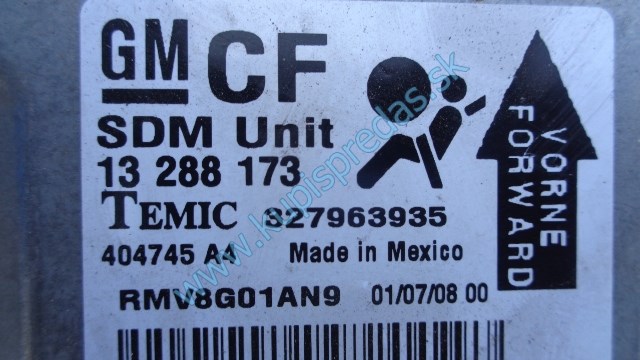 GM CF
SDM Unit
13 288 173
TEMIC 327963935
404745 A4 Made in Mexico
RMV8G01AN9 01/07/08 00
VORNE
FORWARD
www.kupispredas.sk